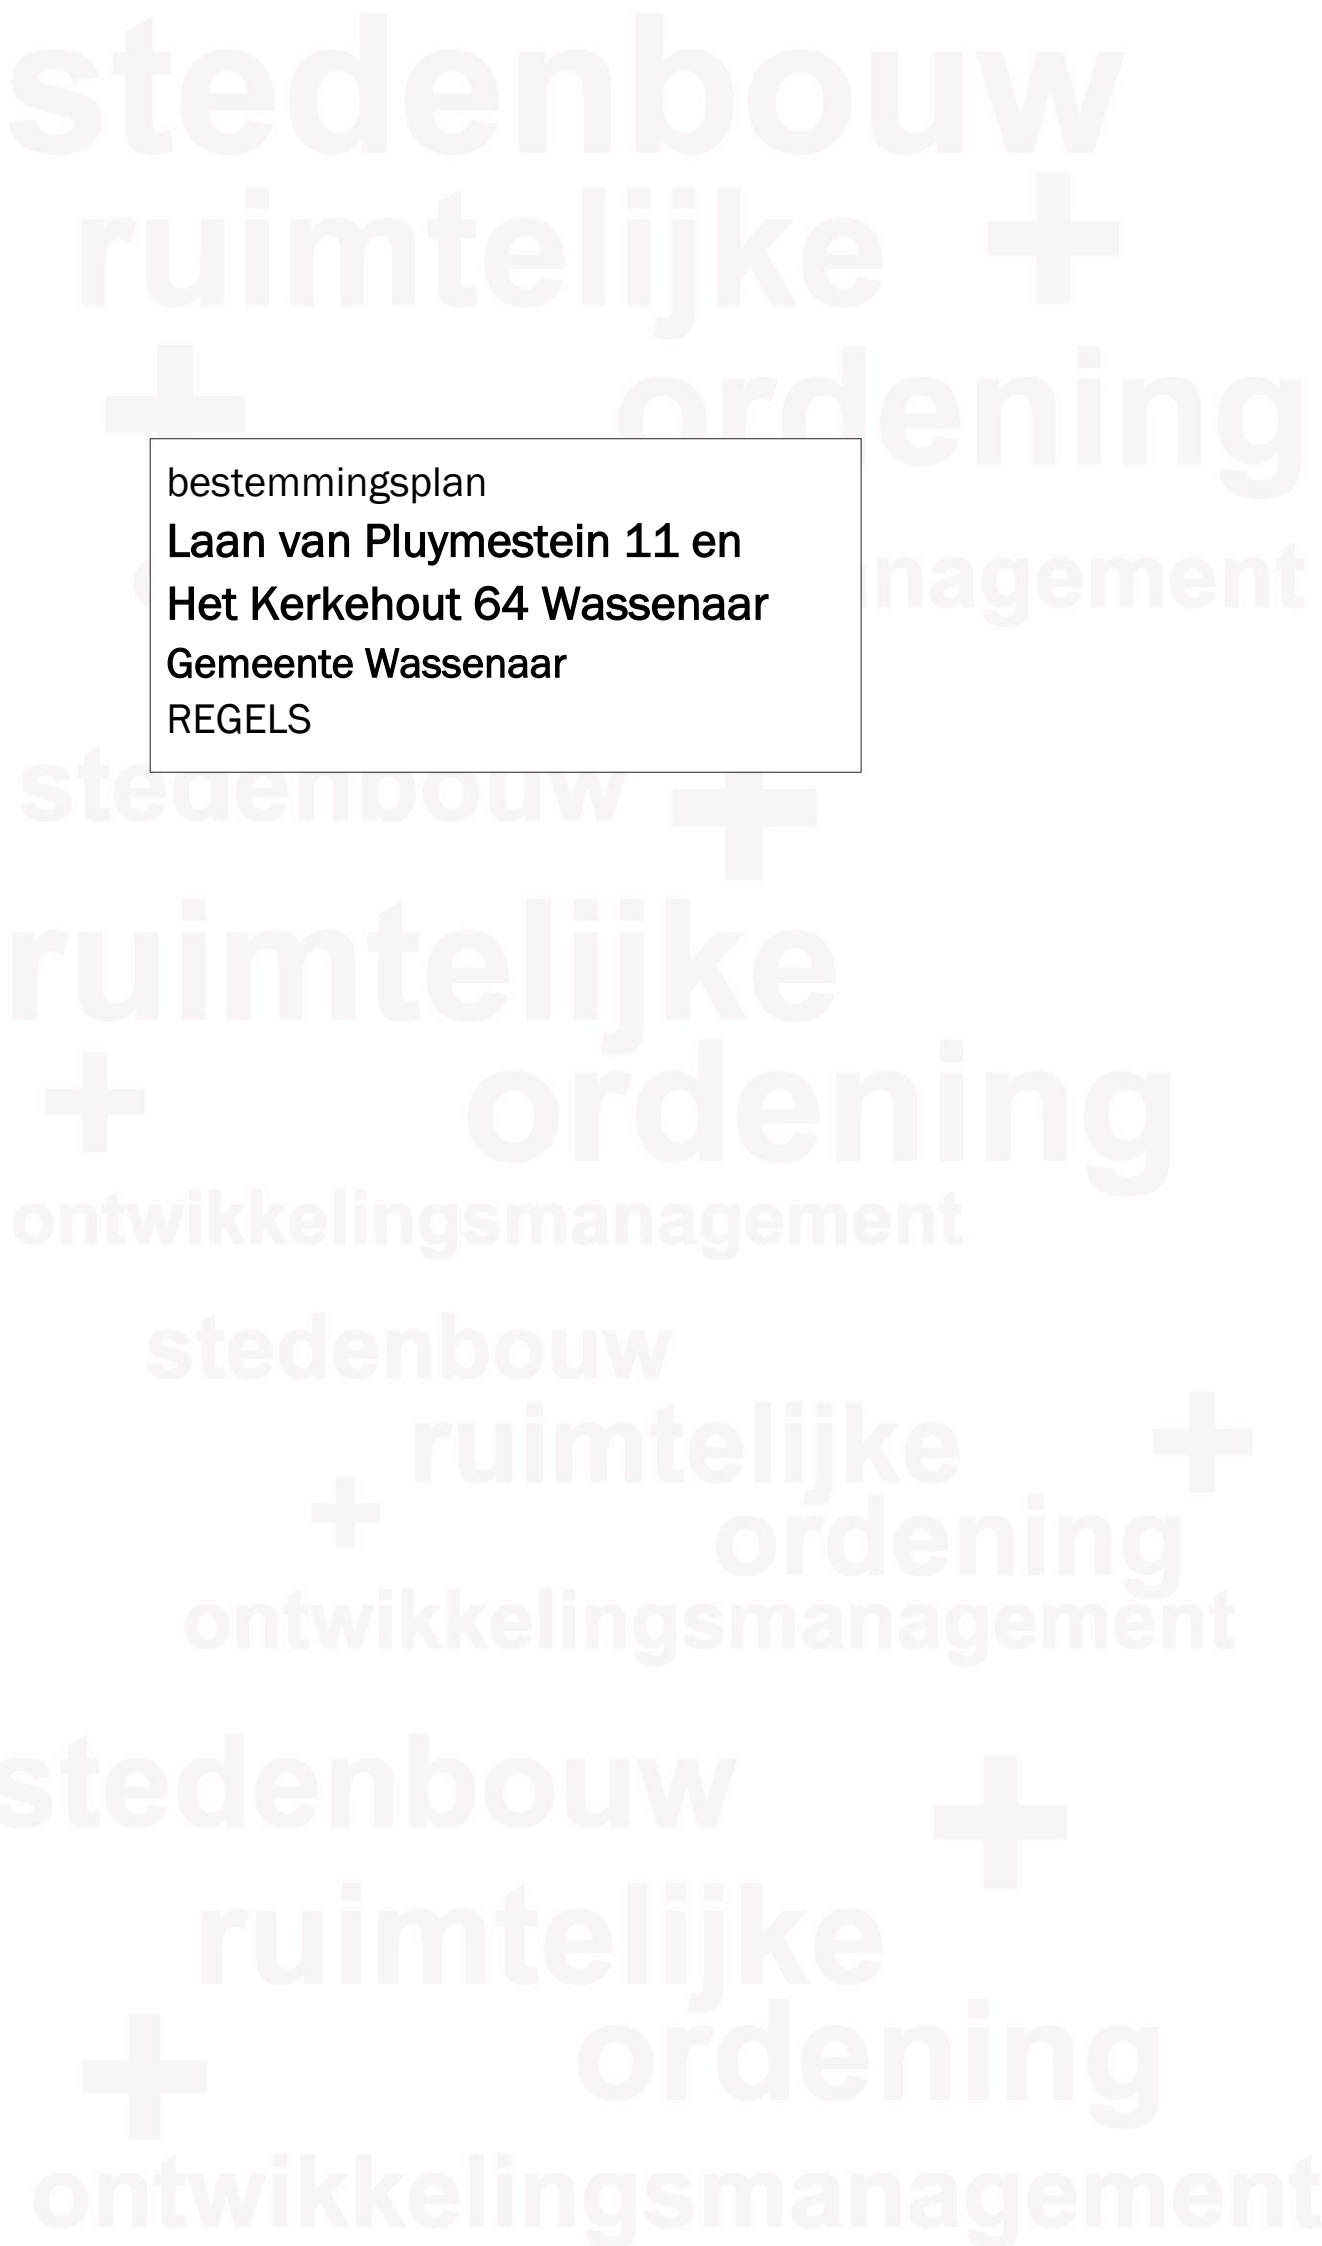 stedenbouw
ruimtelijke +
+ ordening
bestemmingsplan
Laan van Pluymestein 11 en
Het Kerkehout 64 Wassenaar
Gemeente Wassenaar
REGELS
stedenbouw +
ruimtelijke
+ ordening
ontwikkelingsmanagement
stedenbouw
ruimtelijke +
+ ordening
ontwikkelingsmanagement
stedenbouw +
ruimtelijke
+ ordening
ontwikkelingsmanagement